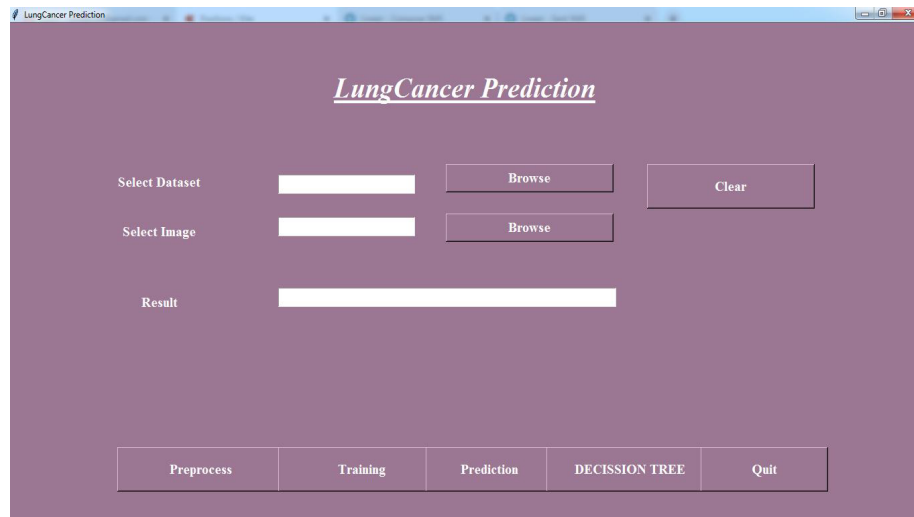 LungCancer Prediction
LungCancer Prediction
Select Dataset
Browse
Clear
Select Image
Browse
Result
Preprocess
Training
Prediction
DECISSION TREE
Quit